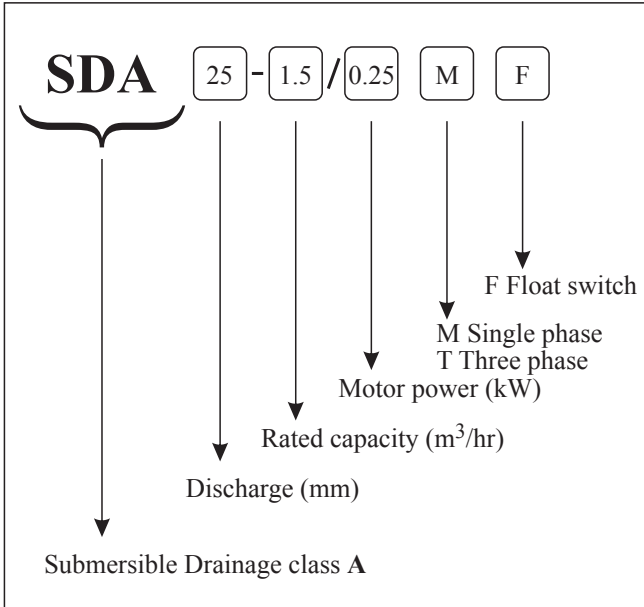 SDA 25 - 1.5 / 0.25 M F
F Float switch
M Single phase
T Three phase
Motor power (kW)
Rated capacity (m³/hr)
Discharge (mm)
Submersible Drainage class A